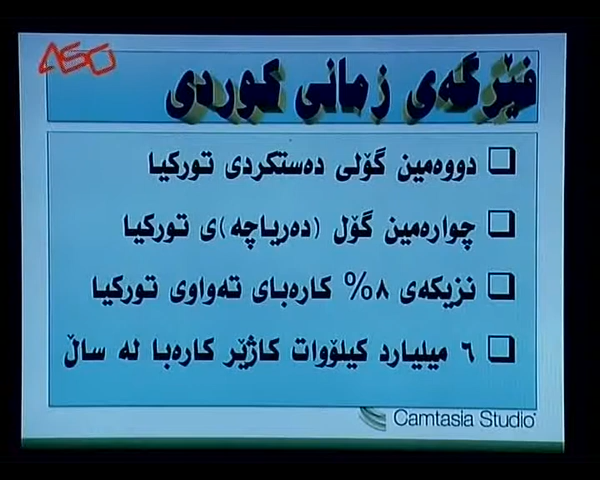 ASO
فێرگەی زمانی کوردی
❑ دووەمین گۆلی دەستکردی تورکیا
❑ چوارەمین گۆل (دەریاچە)ی تورکیا
❑ نزیکەی ٨% کارەبای تەواوی تورکیا
❑ ٦ میلیارد کیلۆوات کاژێر کارەبا لە ساڵ
Camtasia Studio